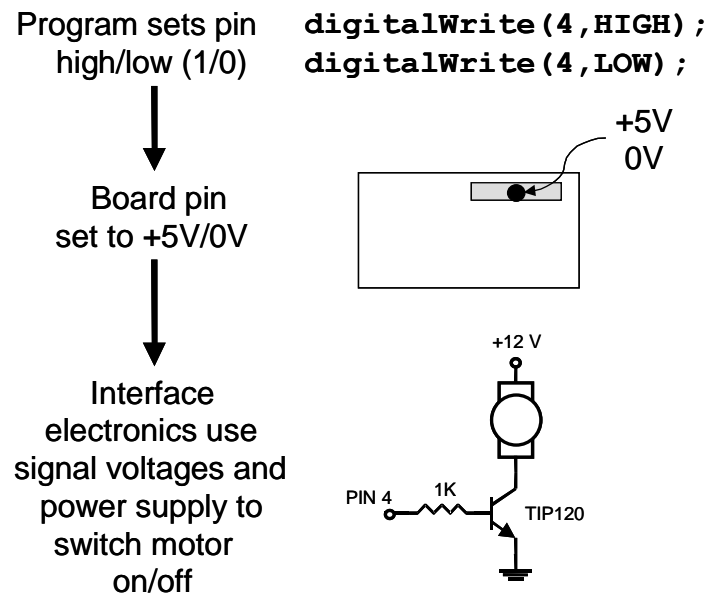 Program sets pin
high/low (1/0)
digitalWrite(4,HIGH);
digitalWrite(4,LOW);
+5V
0V
Board pin
set to +5V/0V
+12 V
Interface
electronics use
signal voltages and
power supply to
switch motor
on/off
PIN 4
1K
TIP120